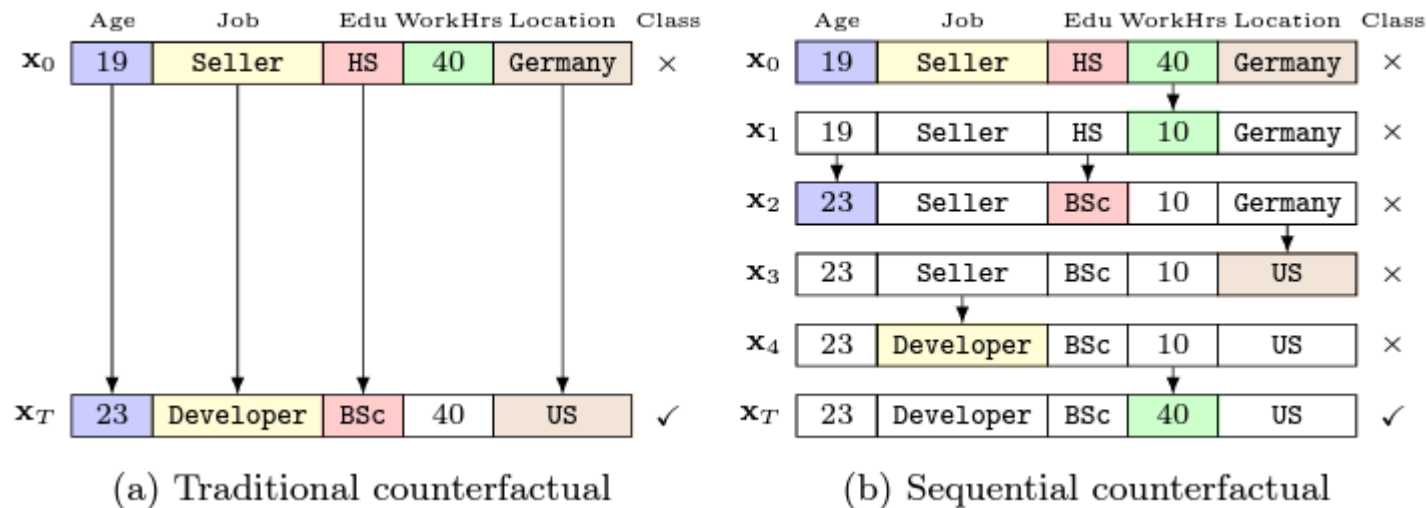 Age Job Edu WorkHrs Location Class
x0 19 Seller HS 40 Germany ×
xT 23 Developer BSc 40 US ✓
(a) Traditional counterfactual
Age Job Edu WorkHrs Location Class
x0 19 Seller HS 40 Germany ×
x1 19 Seller HS 10 Germany ×
x2 23 Seller BSc 10 Germany ×
x3 23 Seller BSc 10 US ×
x4 23 Developer BSc 10 US ×
xT 23 Developer BSc 40 US ✓
(b) Sequential counterfactual